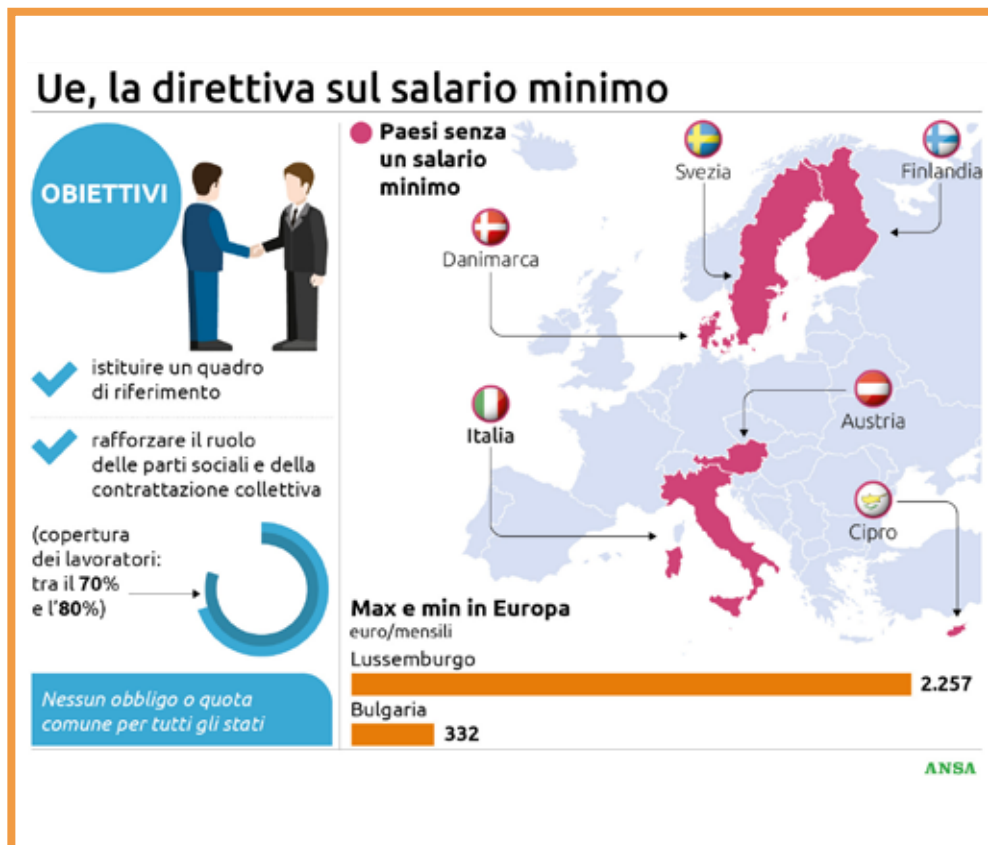 Ue, la direttiva sul salario minimo
OBIETTIVI
istituire un quadro
di riferimento
rafforzare il ruolo
delle parti sociali e della
contrattazione collettiva
(copertura
dei lavoratori:
tra il 70%
e l'80%)
Nessun obbligo o quota
comune per tutti gli stati
Paesi senza
un salario
minimo
Svezia
Finlandia
Danimarca
Italia
Austria
Cipro
Max e min in Europa
euro/mensili
Lussemburgo
2.257
Bulgaria
332
ANSA